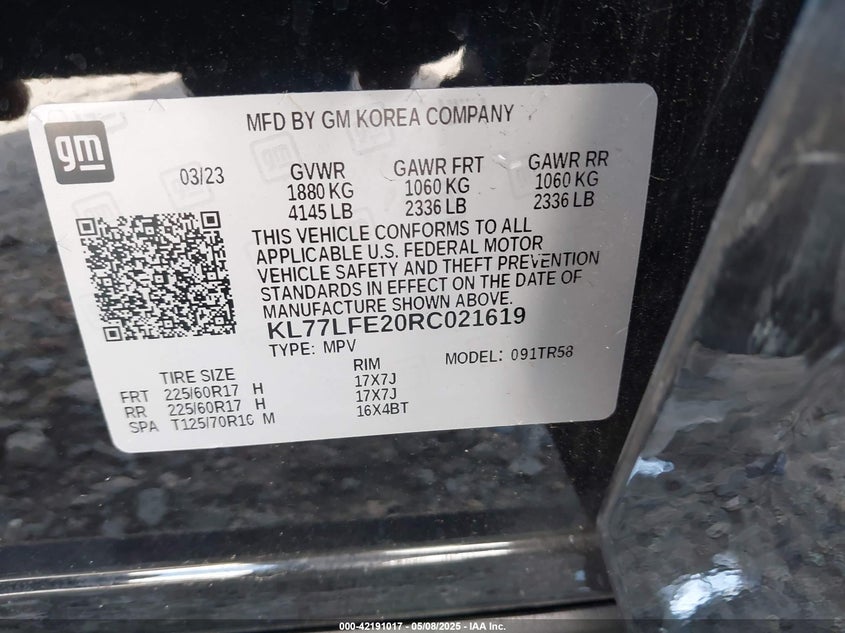 gm
MFD BY GM KOREA COMPANY
03/23
GVWR GAWR FRT GAWR RR
1880 KG 1060 KG 1060 KG
4145 LB 2336 LB 2336 LB
THIS VEHICLE CONFORMS TO ALL
APPLICABLE U.S. FEDERAL MOTOR
VEHICLE SAFETY AND THEFT PREVENTION
STANDARDS IN EFFECT ON THE DATE OF
MANUFACTURE SHOWN ABOVE.
KL77LFE20RC021619
TYPE: MPV MODEL: 091TR58
TIRE SIZE RIM
FRT 225/60R17 H 17X7J
RR 225/60R17 H 17X7J
SPA T125/70R16 M 16X4BT
000-42191017 - 05/08/2025 - IAA Inc.